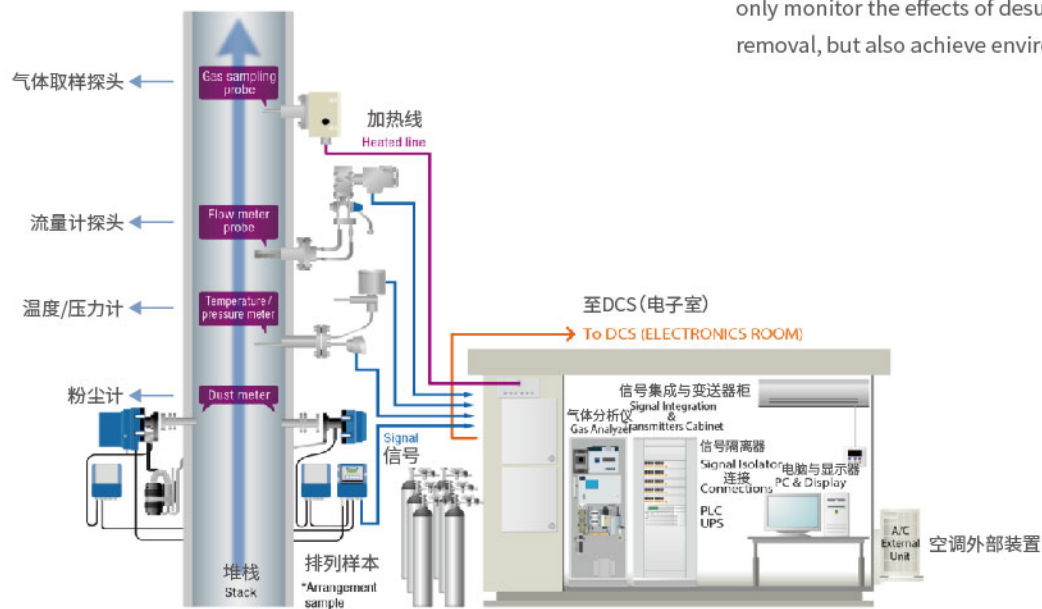 only monitor the effects of desu
removal, but also achieve enviro
气体取样探头
Gas sampling
probe
加热线
Heated line
流量计探头
Flow meter
probe
温度/压力计
Temperature /
pressure meter
至DCS(电子室)
To DCS (ELECTRONICS ROOM)
粉尘计
Dust meter
Signal
信号
信号集成与变送器柜
Signal Integration
&
ransmitters Cabinet
气体分析仪
Gas Analyzer
信号隔离器
Signal Isolator
连接
Connections
PLC
UPS
电脑与显示器
PC & Display
A/C
External
Unit
空调外部装置
堆栈
Stack
排列样本
*Arrangement
sample